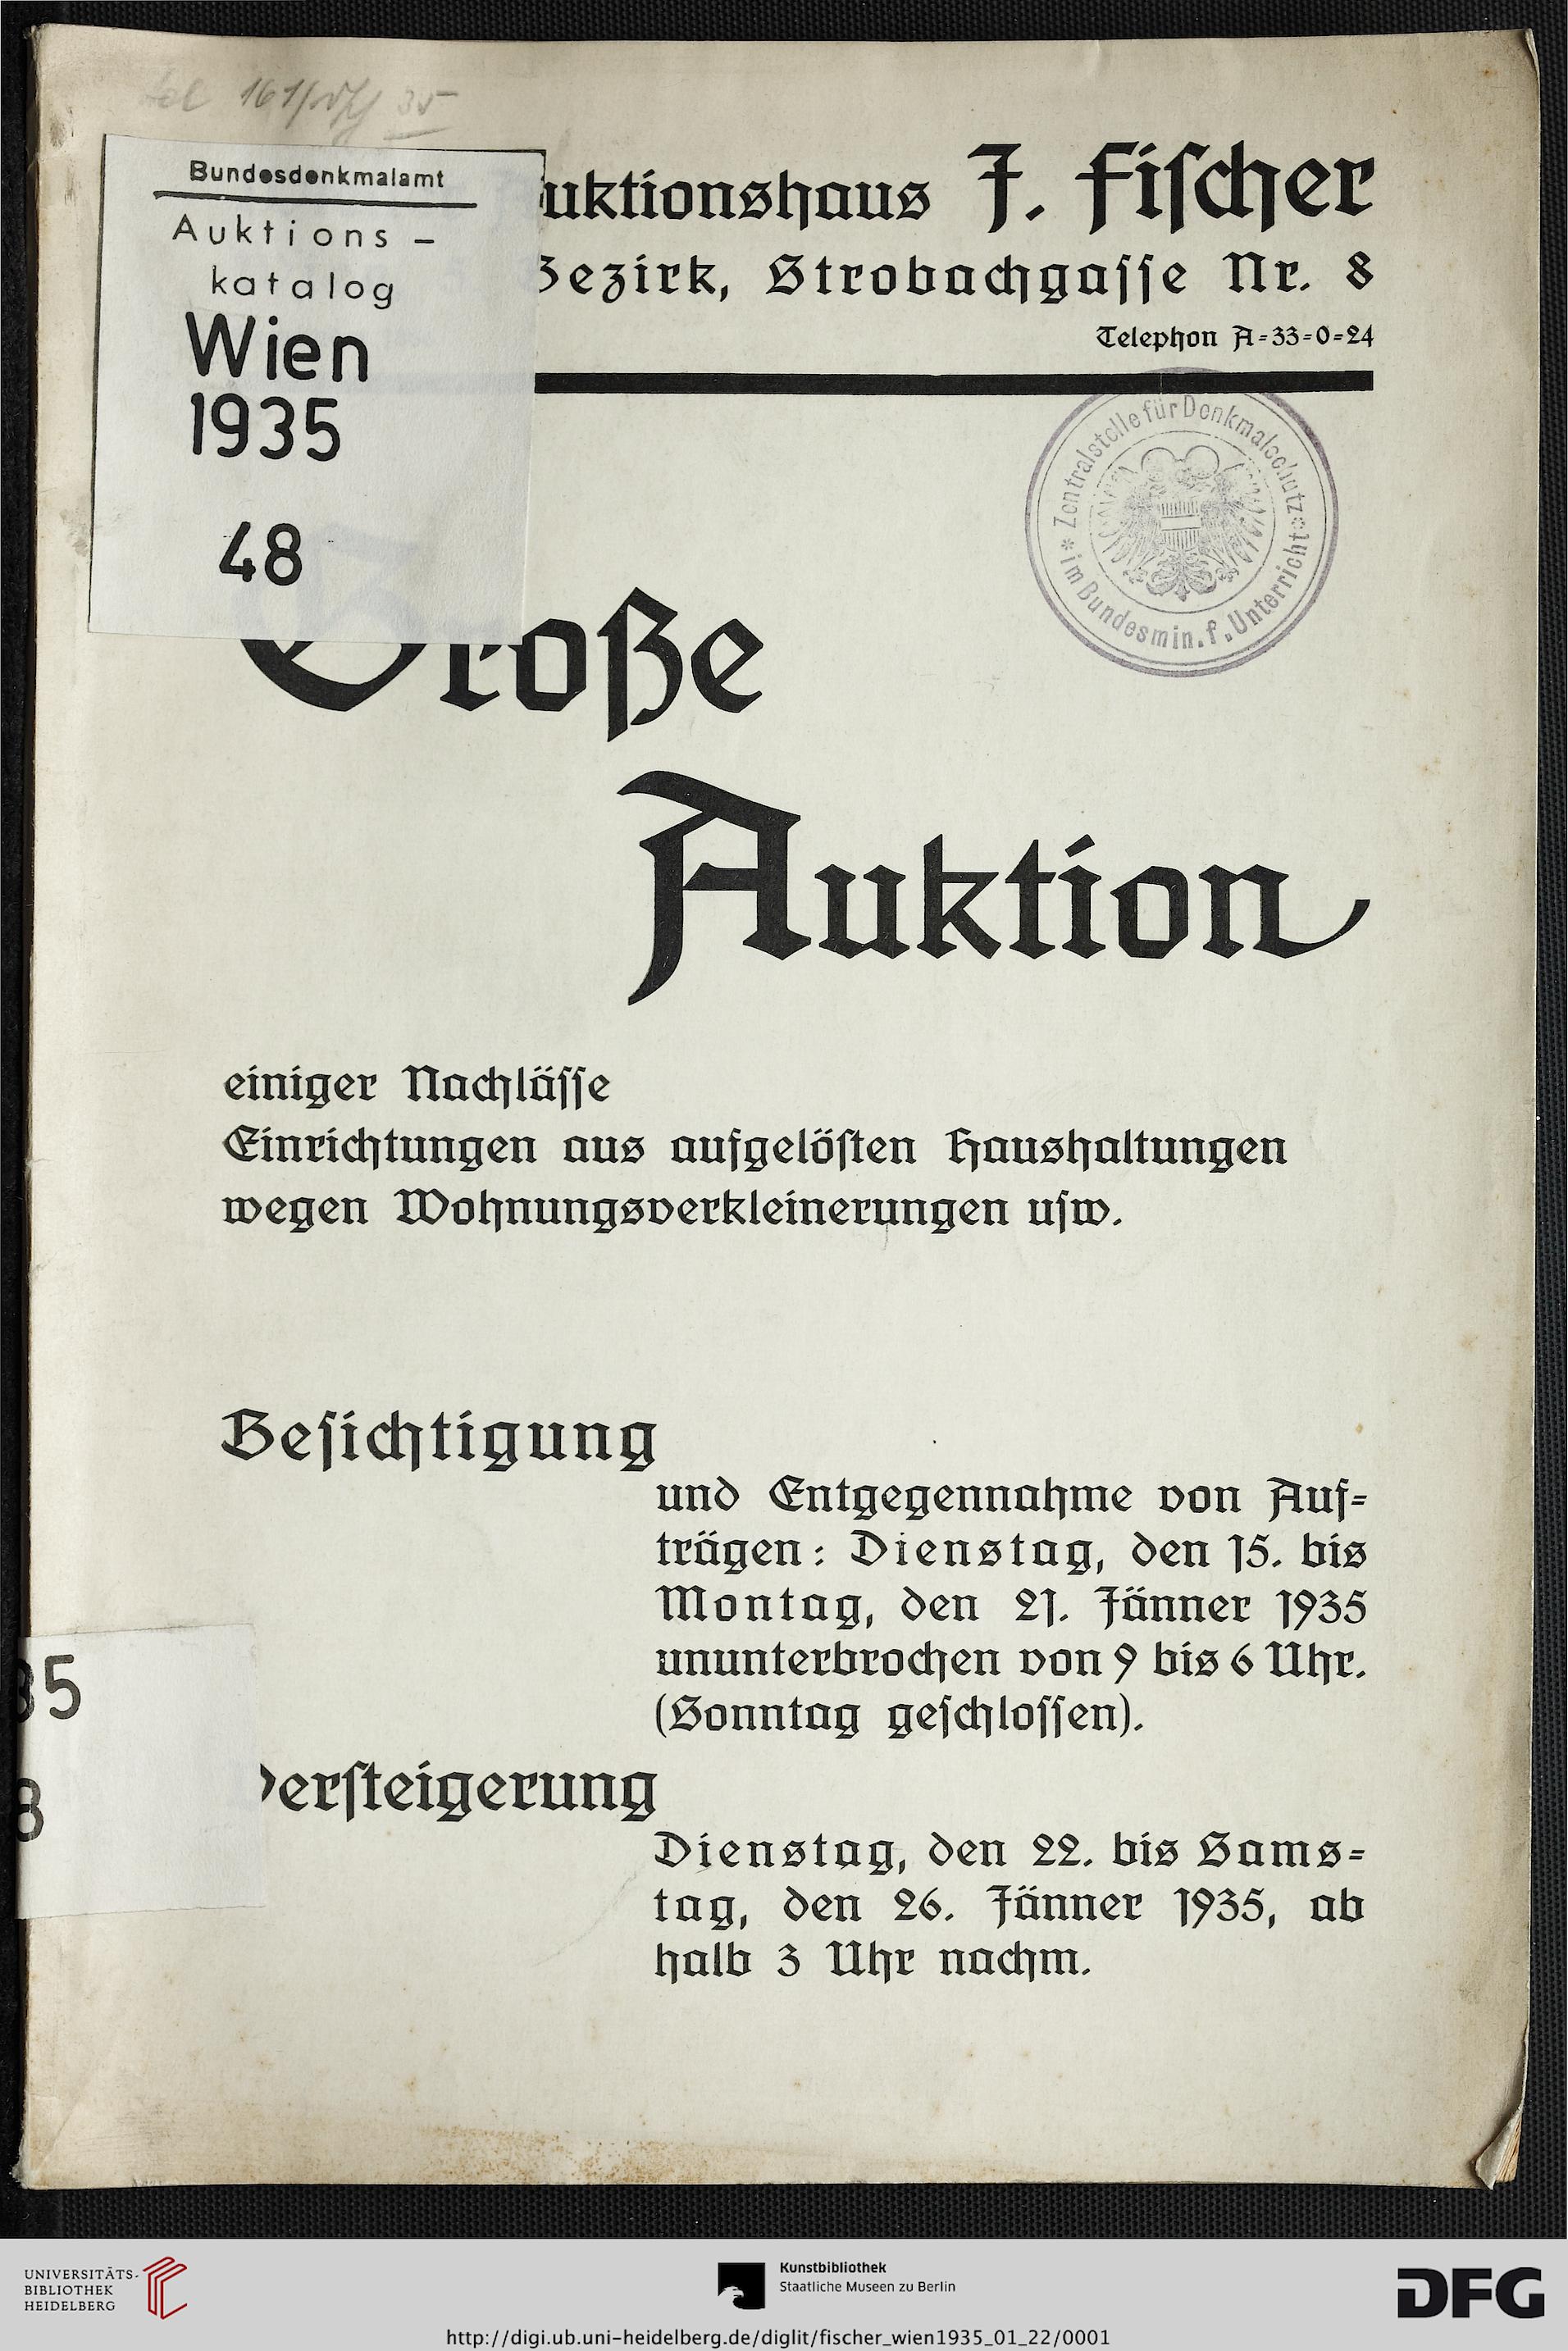 161
35
Bundesdenkmalamt
Auktions –
katalog
Wien
1935
48
uktionshaus J. Fiſcher
Bezirk, Strobachgaſſe Nr. 8
Telephon A=33=0=24
Zentralstelle für Denkmalschutz
* im Bundesmin. f. Unterricht *
Große
Auktion
einiger Nachläſſe
Einrichtungen aus aufgelöſten Haushaltungen
wegen Wohnungsverkleinerungen uſw.
Beſichtigung
und Entgegennahme von Auf=
trägen: Dienstag, den 15. bis
Montag, den 21. Jänner 1935
ununterbrochen von 9 bis 6 Uhr.
(Sonntag geſchloſſen).
35
8
Verſteigerung
Dienstag, den 22. bis Sams=
tag, den 26. Jänner 1935, ab
halb 3 Uhr nachm.
UNIVERSITÄTS-
BIBLIOTHEK
HEIDELBERG
Kunstbibliothek
Staatliche Museen zu Berlin
DFG
http://digi.ub.uni-heidelberg.de/diglit/fischer_wien1935_01_22/0001